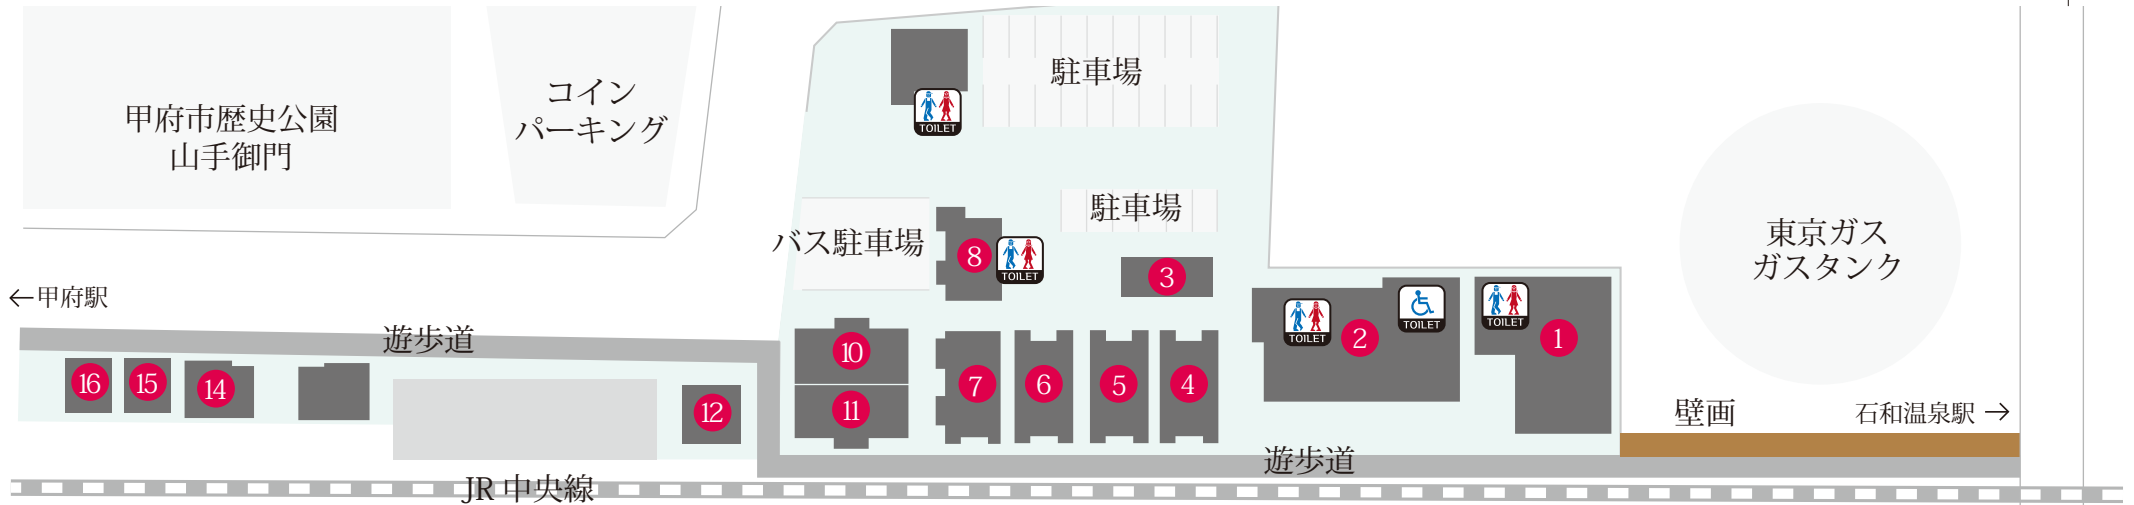 甲府市歴史公園
山手御門
コイン
パーキング
駐車場
TOILET
バス駐車場
駐車場
東京ガス
ガスタンク
8
TOILET
3
←甲府駅
遊歩道
TOILET
2
TOILET
TOILET
1
16
15
14
12
10
11
7
6
5
4
壁画
石和温泉駅→
遊歩道
JR中央線